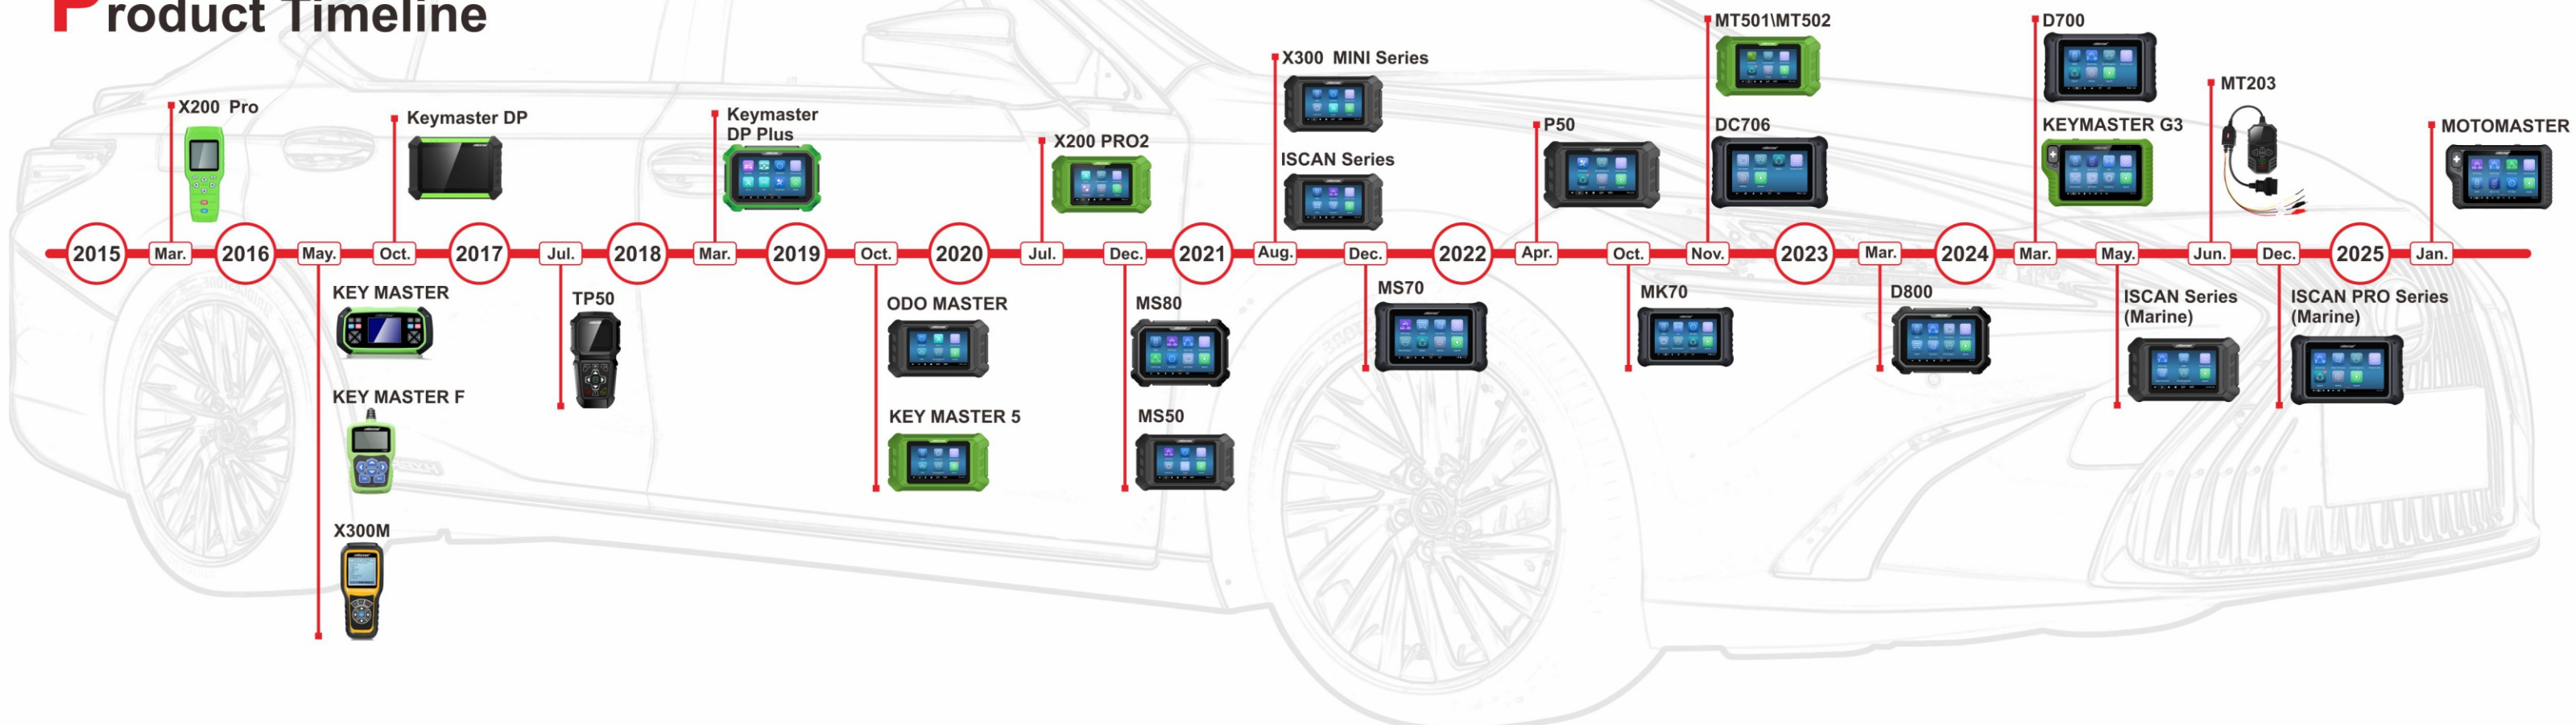 Product Timeline
X200 Pro
Keymaster DP
Keymaster
DP Plus
X200 PRO2
X300 MINI Series
ISCAN Series
P50
MT501\MT502
DC706
D700
KEYMASTER G3
MT203
MOTOMASTER
2015
Mar.
2016
May.
Oct.
2017
Jul.
2018
Mar.
2019
Oct.
2020
Jul.
Dec.
2021
Aug.
Dec.
2022
Apr.
Oct.
Nov.
2023
Mar.
2024
Mar.
May.
Jun.
Dec.
2025
Jan.
KEY MASTER
KEY MASTER F
X300M
TP50
ODO MASTER
KEY MASTER 5
MS80
MS50
MS70
MK70
D800
ISCAN Series
(Marine)
ISCAN PRO Series
(Marine)